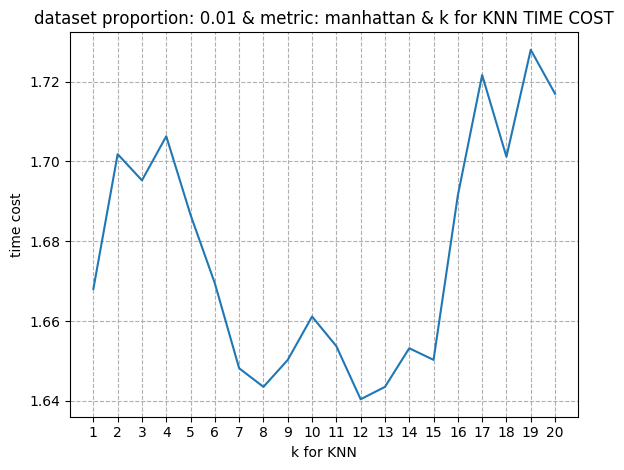 dataset proportion: 0.01 & metric: manhattan & k for KNN TIME COST
1.72
1.70
1.68
1.66
1.64
time cost
1 2 3 4 5 6 7 8 9 10 11 12 13 14 15 16 17 18 19 20
k for KNN